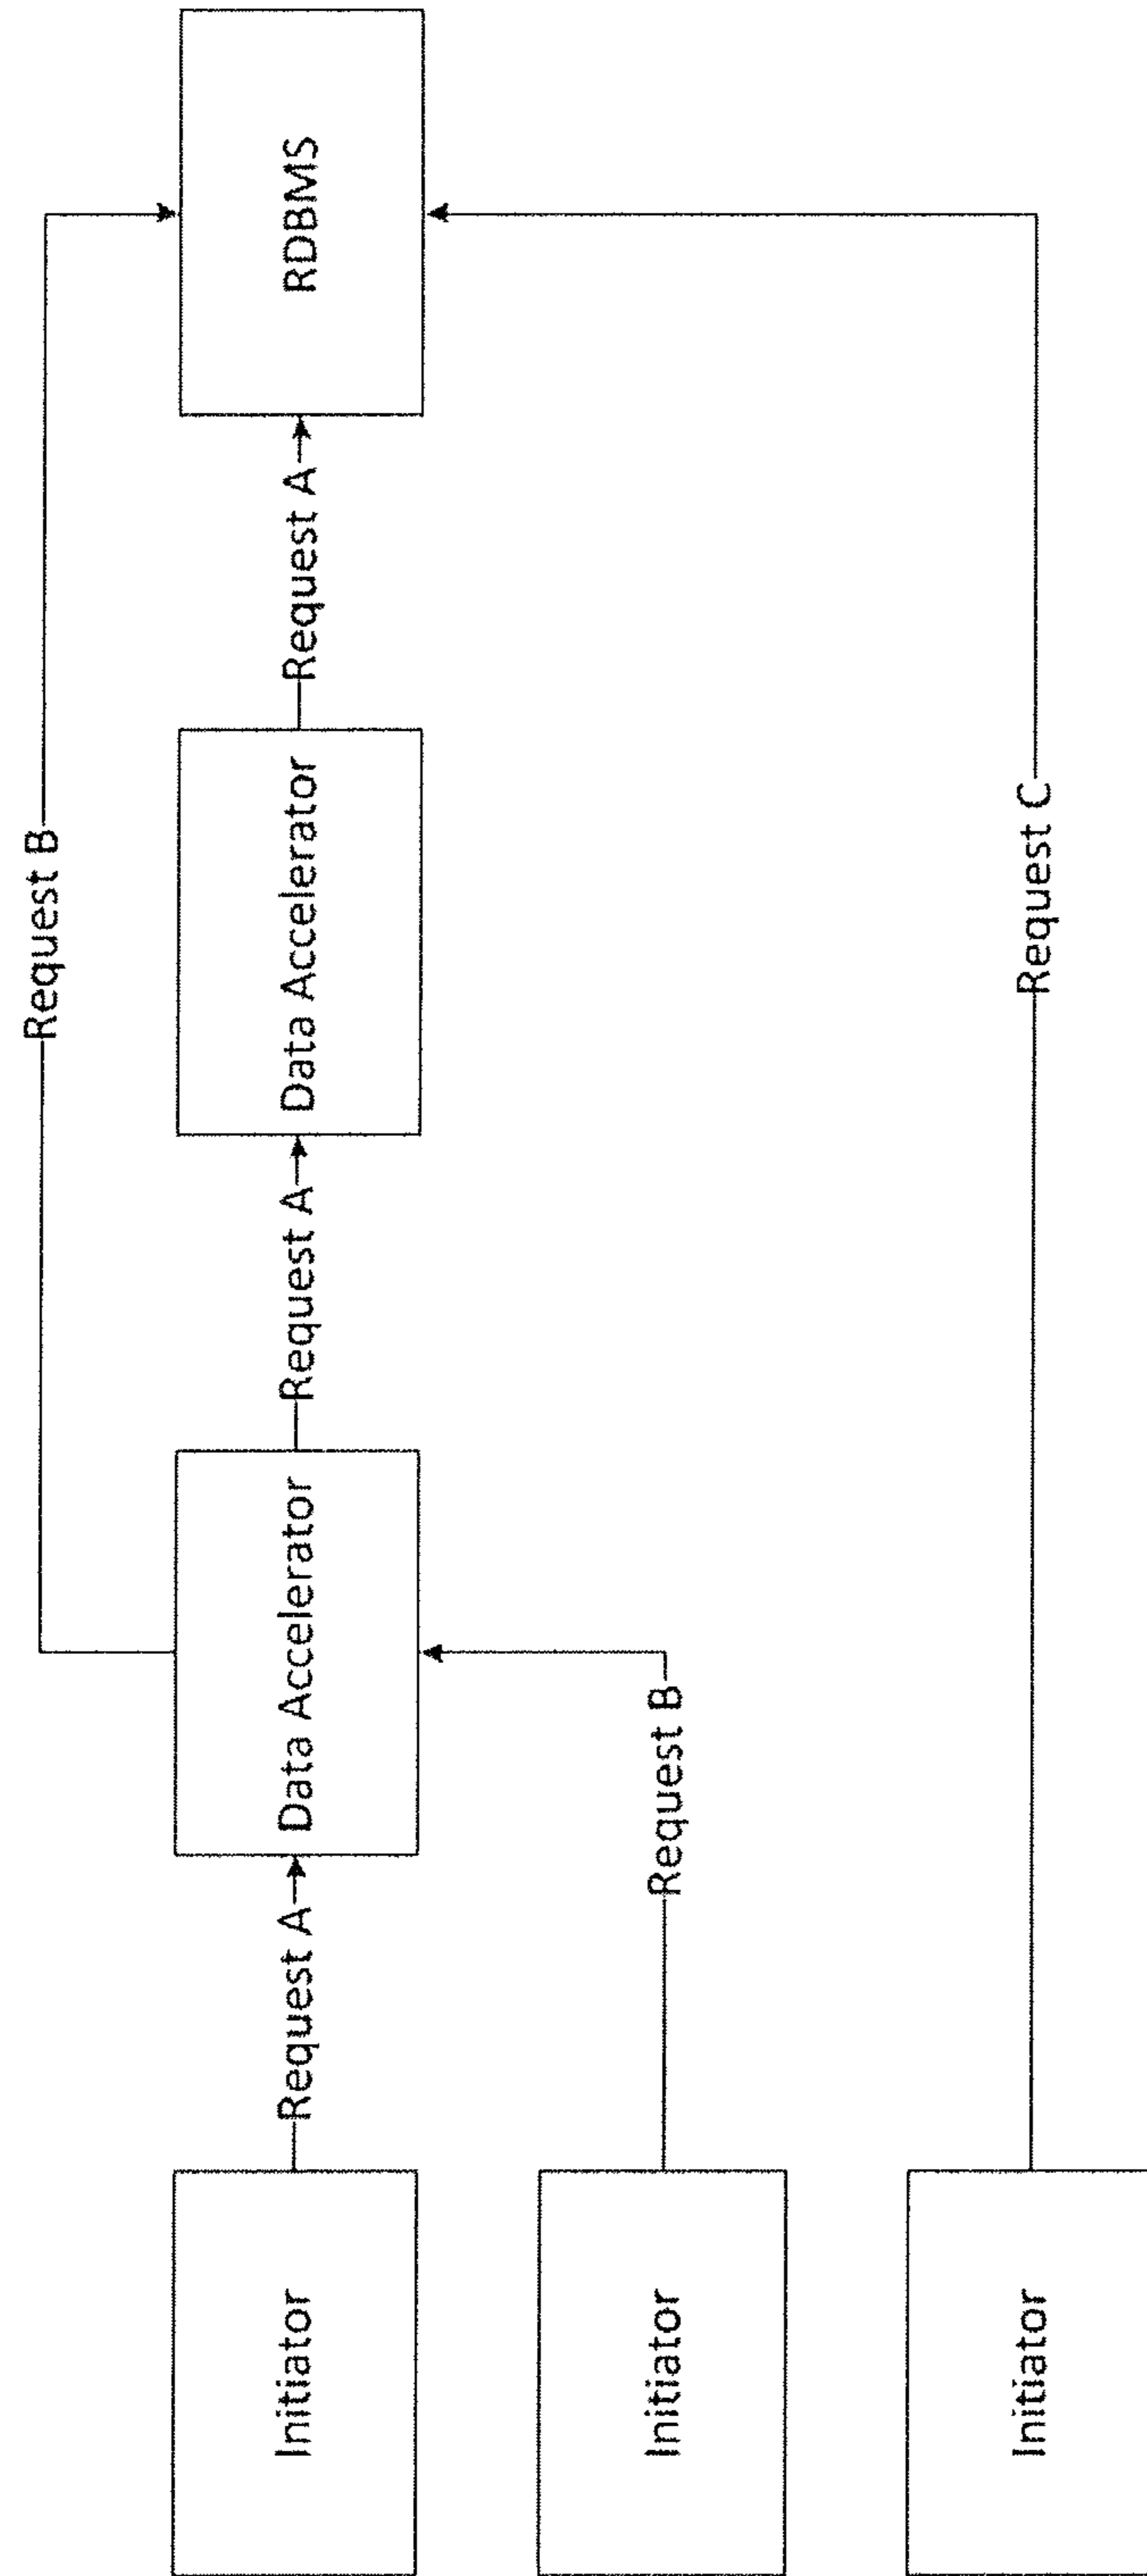 Request B
Initiator
Request A
Data Accelerator
Request A
Data Accelerator
Request A
RDBMS
Initiator
Request B
Initiator
Request C